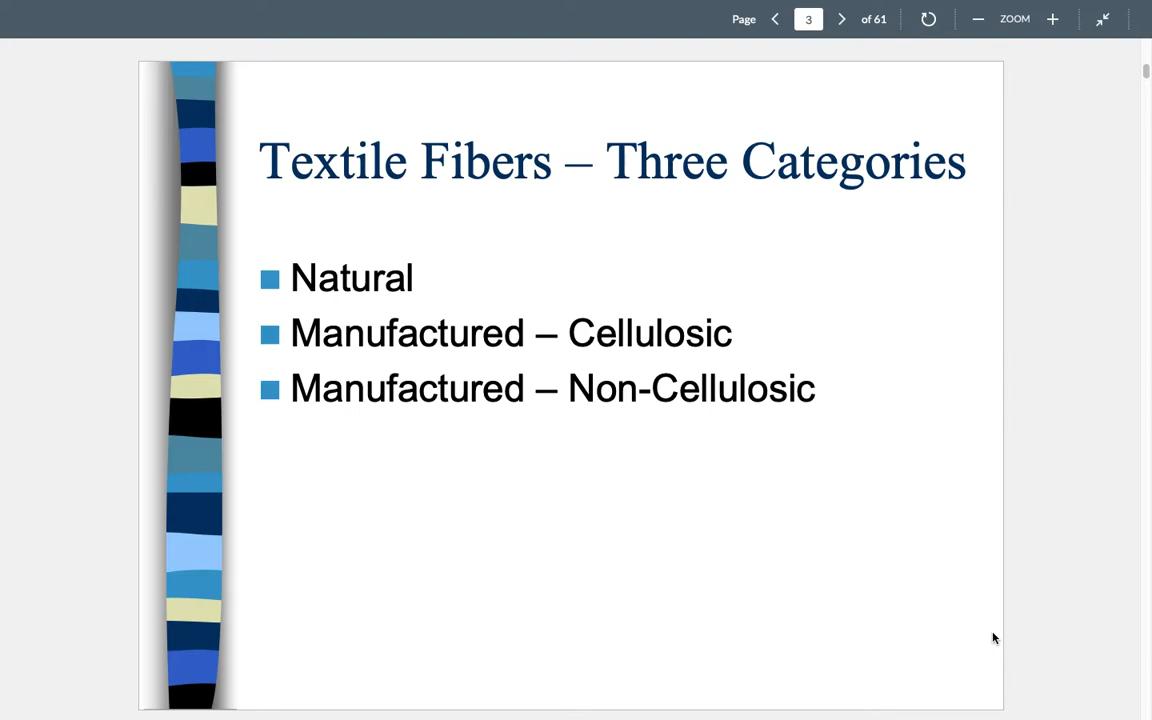 Page 3 of 61 ZOOM
Textile Fibers – Three Categories
Natural
Manufactured – Cellulosic
Manufactured – Non-Cellulosic